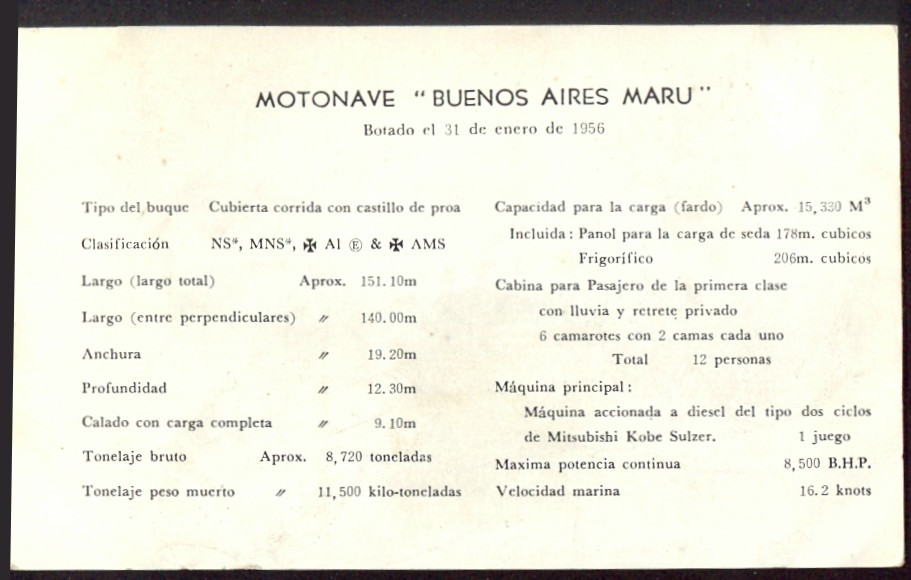 MOTONAVE “BUENOS AIRES MARU”
Botado el 31 de enero de 1956
Tipo del buque Cubierta corrida con castillo de proa
Clasificación NS*, MNS*, ✠ A1 Ⓔ & ✠ AMS
Largo (largo total) Aprox. 151.10m
Largo (entre perpendiculares) 〃 140.00m
Anchura 〃 19.20m
Profundidad 〃 12.30m
Calado con carga completa 〃 9.10m
Tonelaje bruto Aprox. 8,720 toneladas
Tonelaje peso muerto 〃 11,500 kilo-toneladas
Capacidad para la carga (fardo) Aprox. 15,330 M³
Incluida : Panol para la carga de seda 178m. cubicos
Frigorífico 206m. cubicos
Cabina para Pasajero de la primera clase
con lluvia y retrete privado
6 camarotes con 2 camas cada uno
Total 12 personas
Máquina principal :
Máquina accionada a diesel del tipo dos ciclos
de Mitsubishi Kobe Sulzer. 1 juego
Maxima potencia continua 8,500 B.H.P.
Velocidad marina 16.2 knots